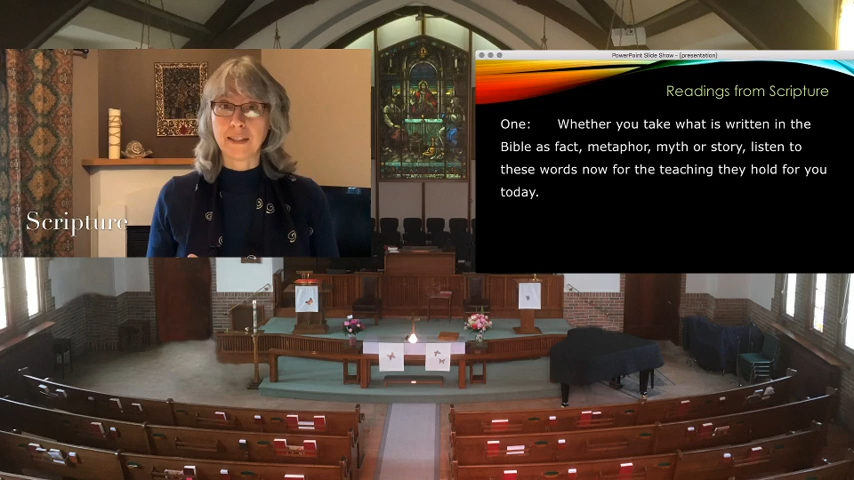 Scripture
PowerPoint Slide Show - [presentation]
Readings from Scripture
One: Whether you take what is written in the
Bible as fact, metaphor, myth or story, listen to
these words now for the teaching they hold for you
today.